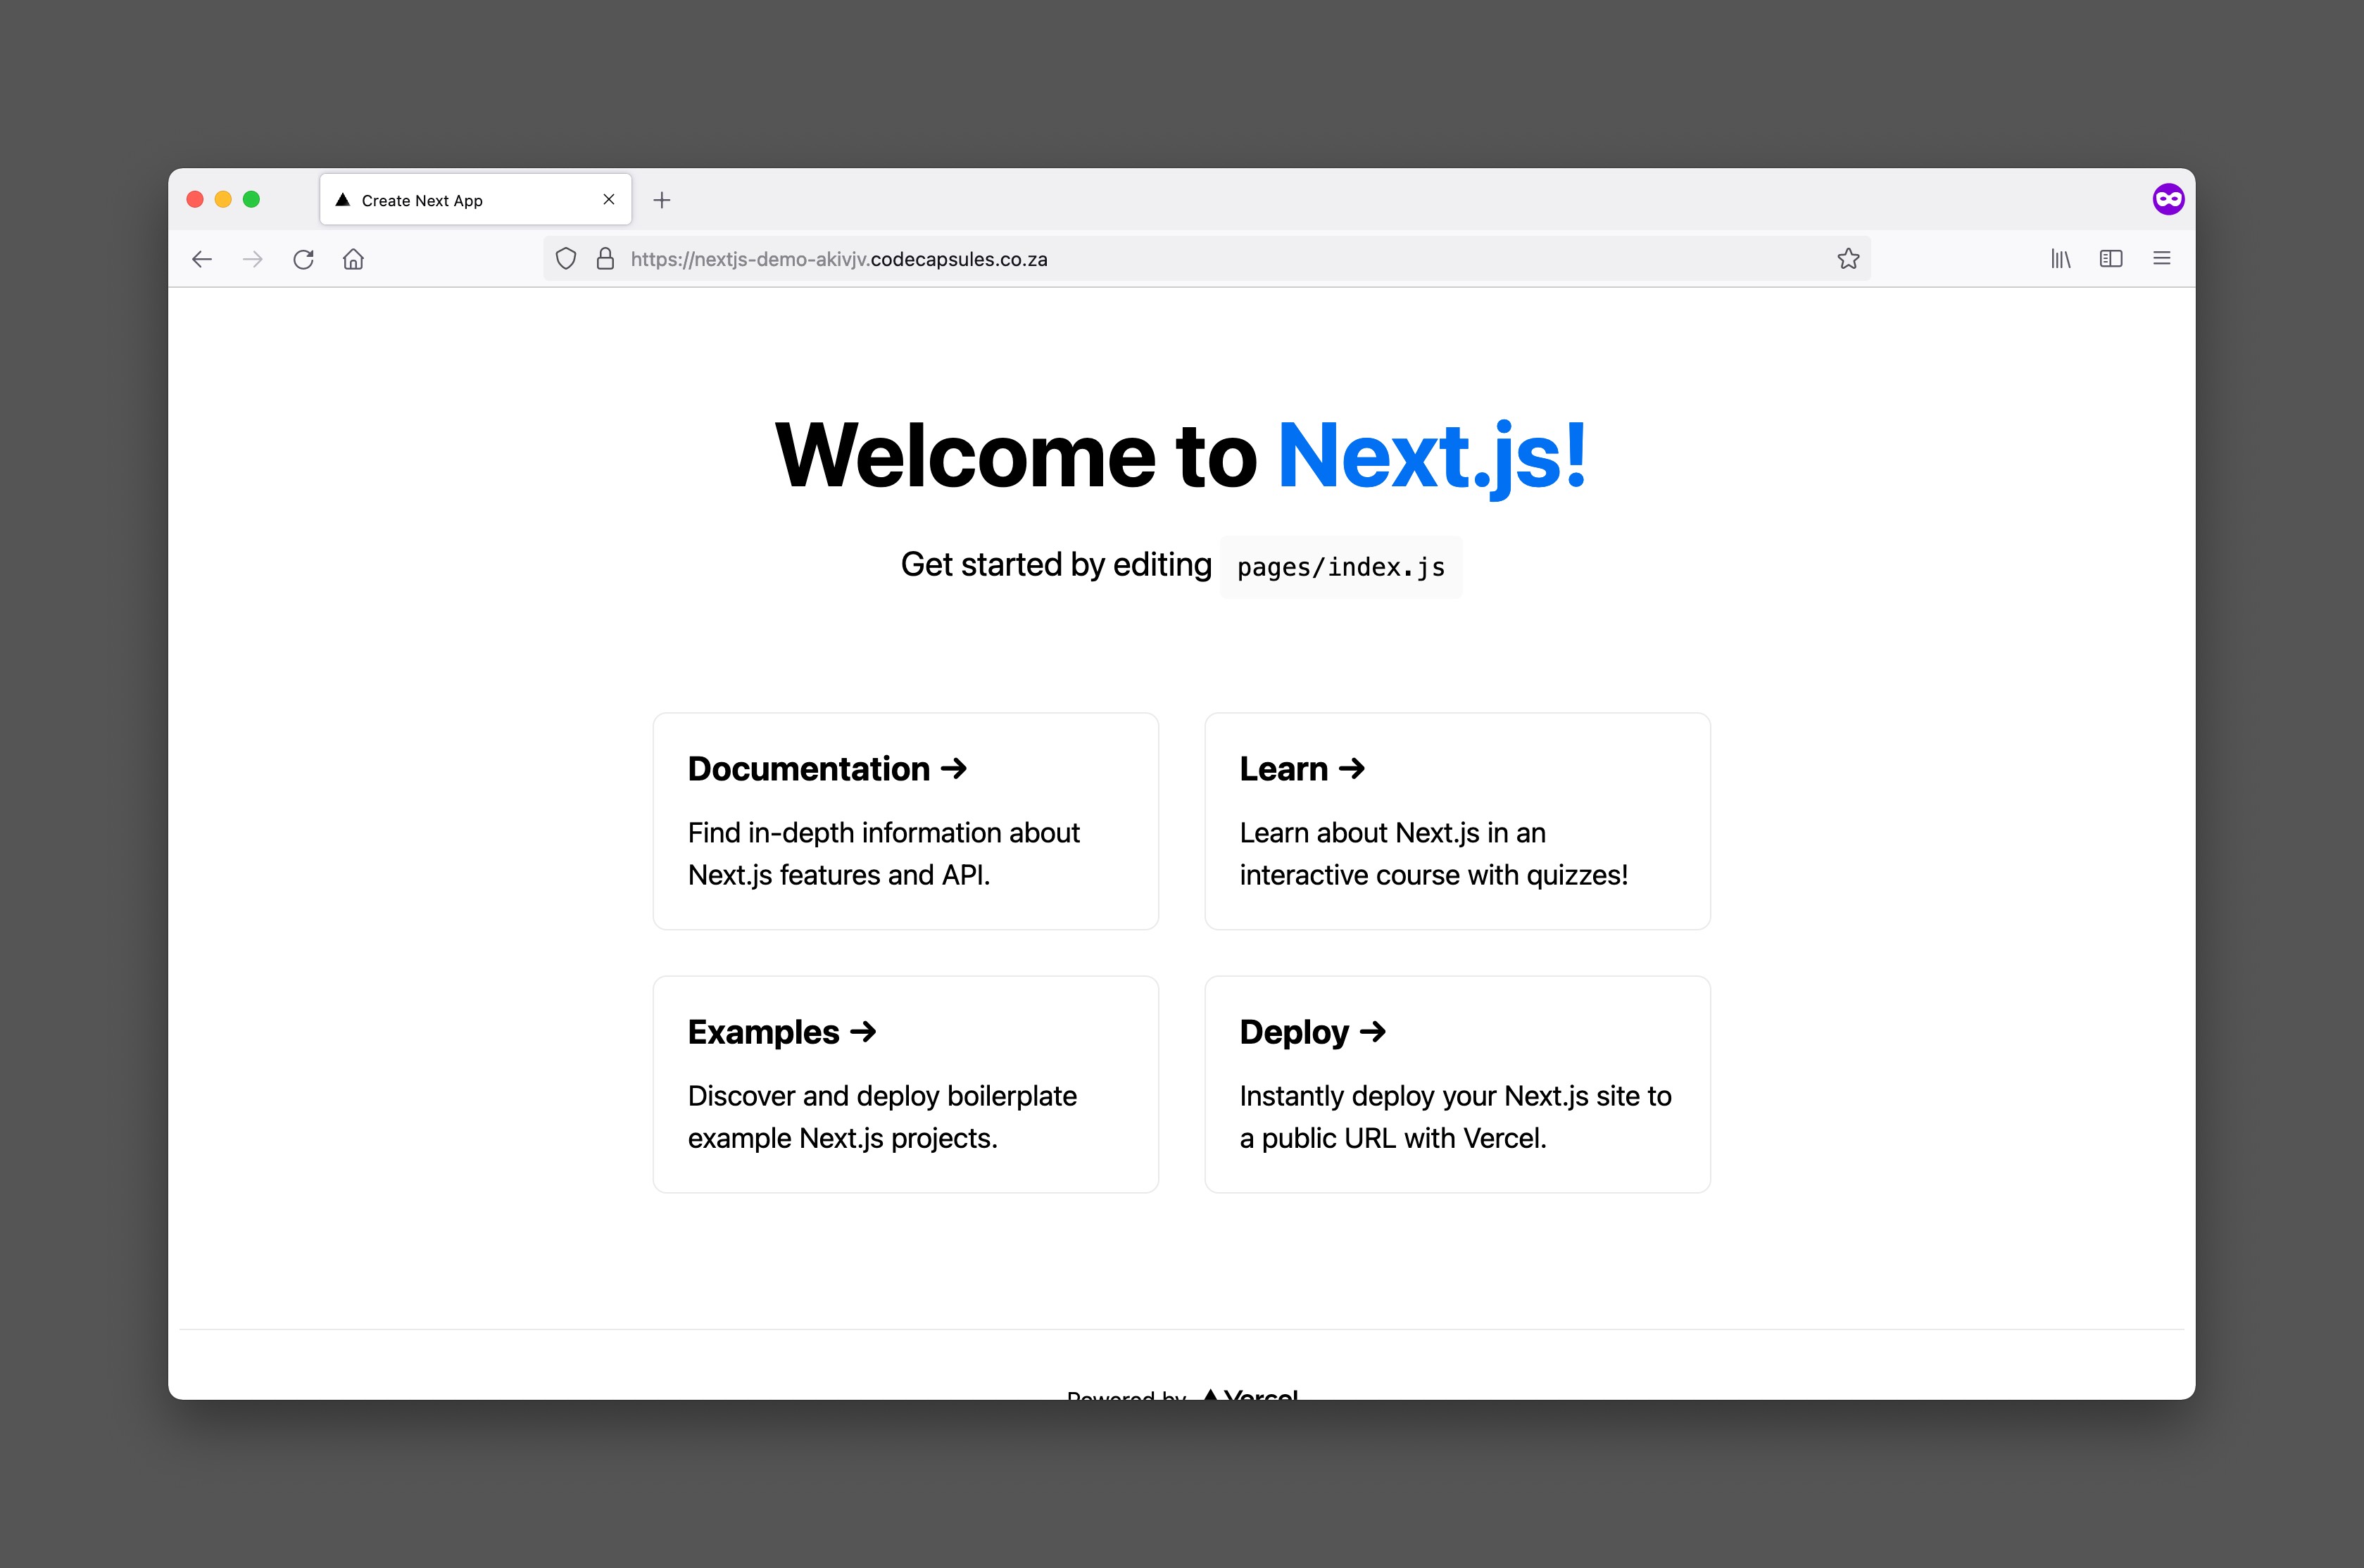 Create Next App
https://nextjs-demo-akivjv.codecapsules.co.za
Welcome to Next.js!
Get started by editing pages/index.js
Documentation →
Find in-depth information about
Next.js features and API.
Learn →
Learn about Next.js in an
interactive course with quizzes!
Examples →
Discover and deploy boilerplate
example Next.js projects.
Deploy →
Instantly deploy your Next.js site to
a public URL with Vercel.
Powered by Vercel